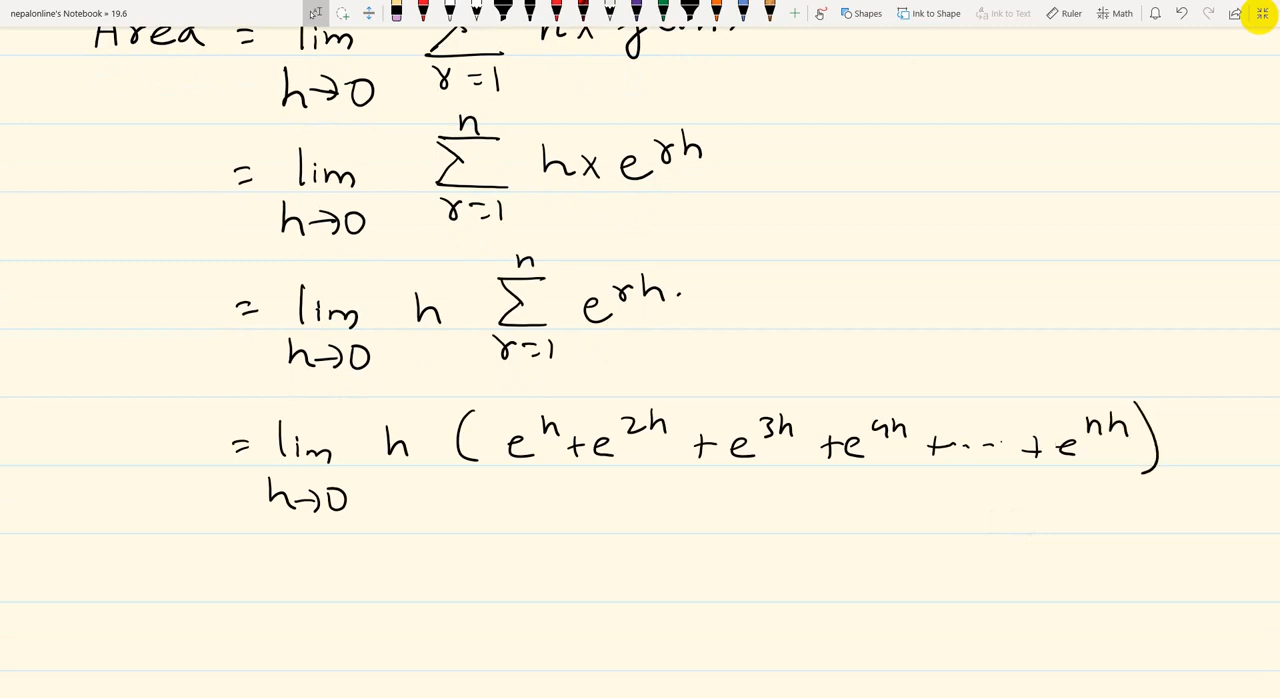 nepalonline's Notebook » 19.6
Shapes Ink to Shape Ink to Text Ruler Math
Area = lim Σ h x
h→0 r=1
= lim Σ h x e^{rh}
h→0 r=1 n
= lim h Σ e^{rh}.
h→0 r=1 n
= lim h ( e^h + e^{2h} + e^{3h} + e^{4h} + .... + e^{nh} )
h→0